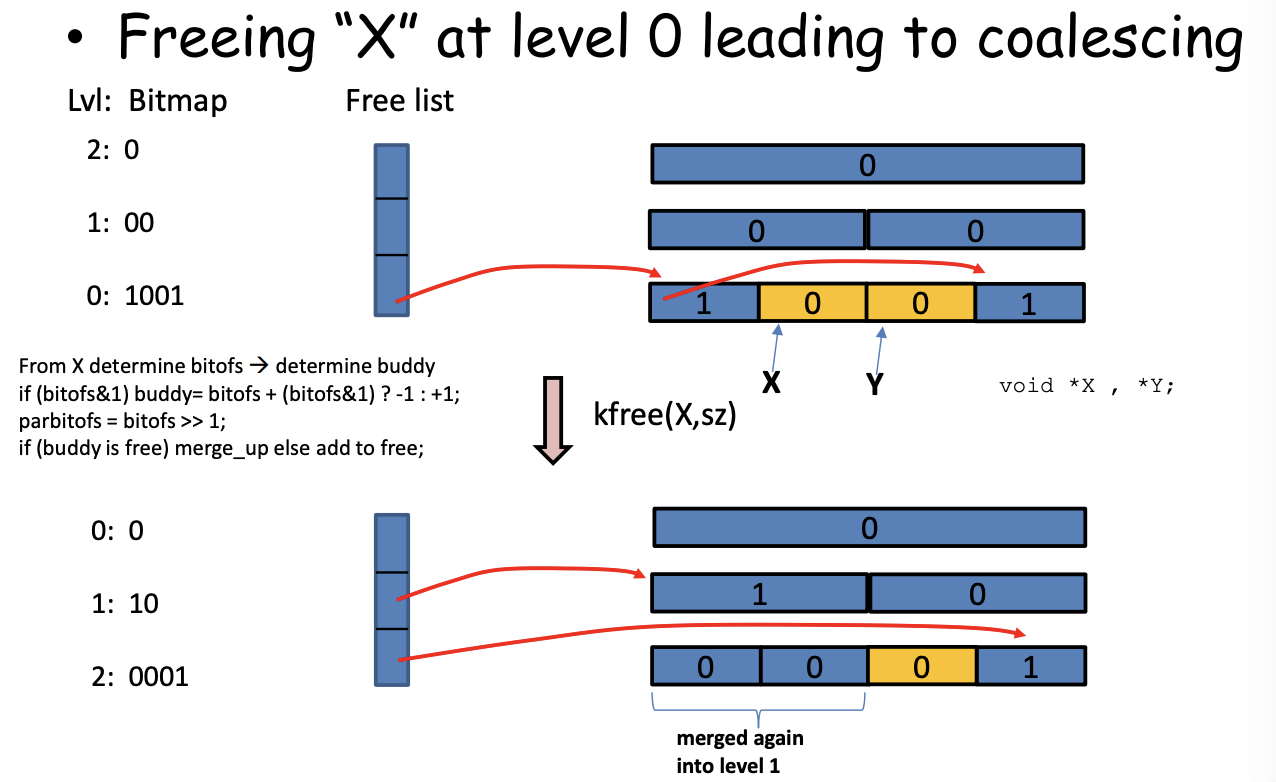 • Freeing “X” at level 0 leading to coalescing
Lvl: Bitmap Free list
2: 0
0
1: 00
0 0
0: 1001
1 0 0 1
X Y void *X , *Y;
From X determine bitofs → determine buddy
if (bitofs&1) buddy= bitofs + (bitofs&1) ? -1 : +1;
parbitofs = bitofs >> 1;
if (buddy is free) merge_up else add to free;
kfree(X,sz)
0: 0
0
1: 10
1 0
2: 0001
0 0 0 1
merged again
into level 1